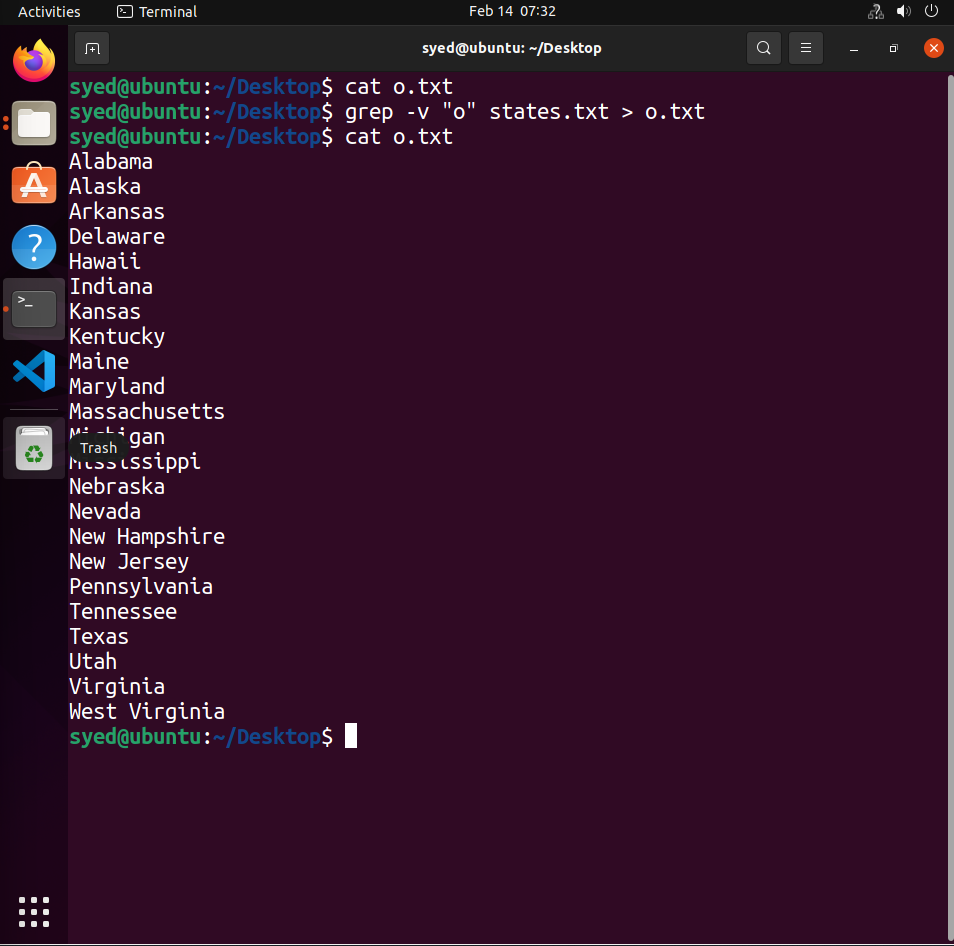 Activities Terminal Feb 14 07:32
syed@ubuntu: ~/Desktop
syed@ubuntu:~/Desktop$ cat o.txt
syed@ubuntu:~/Desktop$ grep -v "o" states.txt > o.txt
syed@ubuntu:~/Desktop$ cat o.txt
Alabama
Alaska
Arkansas
Delaware
Hawaii
Indiana
Kansas
Kentucky
Maine
Maryland
Massachusetts
Michigan
Trash
Mississippi
Nebraska
Nevada
New Hampshire
New Jersey
Pennsylvania
Tennessee
Texas
Utah
Virginia
West Virginia
syed@ubuntu:~/Desktop$